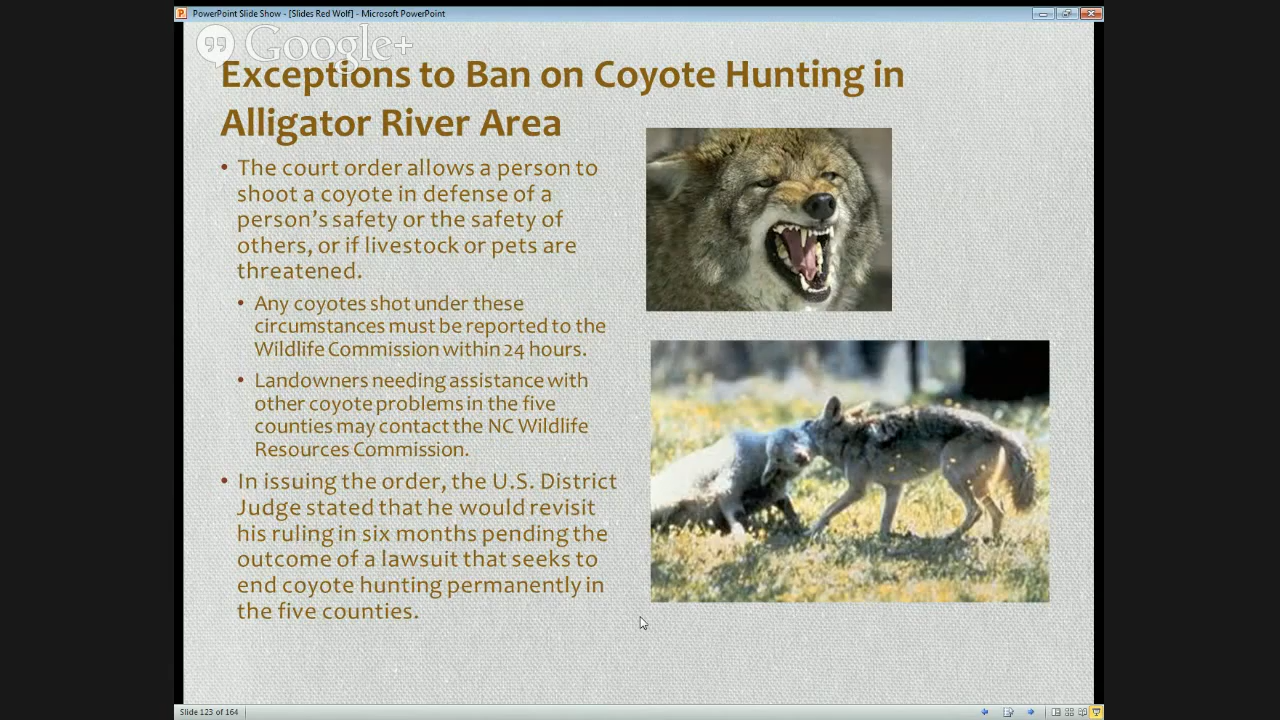 PowerPoint Slide Show - [Slides Red Wolf] - Microsoft PowerPoint
Google+
Exceptions to Ban on Coyote Hunting in
Alligator River Area
• The court order allows a person to
shoot a coyote in defense of a
person's safety or the safety of
others, or if livestock or pets are
threatened.
• Any coyotes shot under these
circumstances must be reported to the
Wildlife Commission within 24 hours.
• Landowners needing assistance with
other coyote problems in the five
counties may contact the NC Wildlife
Resources Commission.
• In issuing the order, the U.S. District
Judge stated that he would revisit
his ruling in six months pending the
outcome of a lawsuit that seeks to
end coyote hunting permanently in
the five counties.
Slide 123 of 164